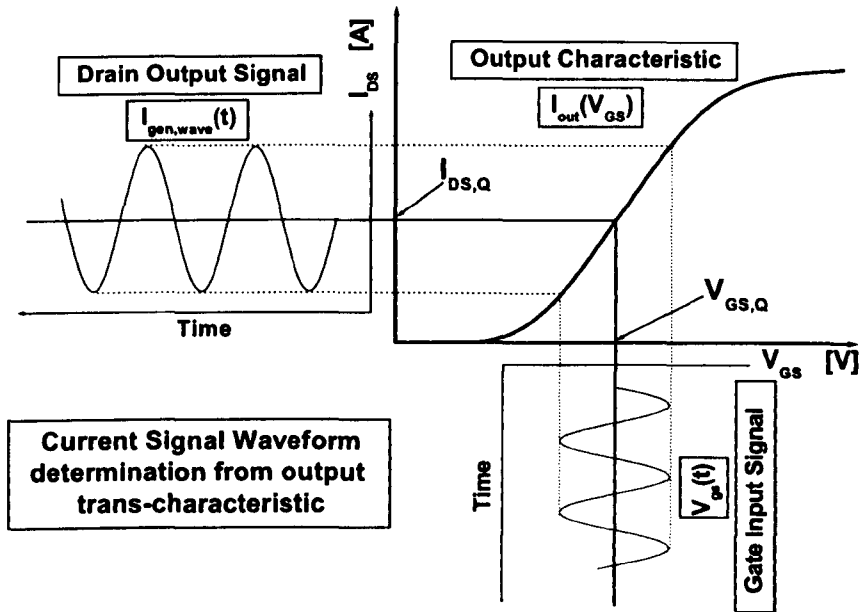 Drain Output Signal
I_gen,wave(t)
I_DS [A]
Output Characteristic
I_out(V_GS)
I_DS,Q
Time
V_GS,Q
V_GS [V]
Current Signal Waveform
determination from output
trans-characteristic
Time
V_gs(t)
Gate Input Signal